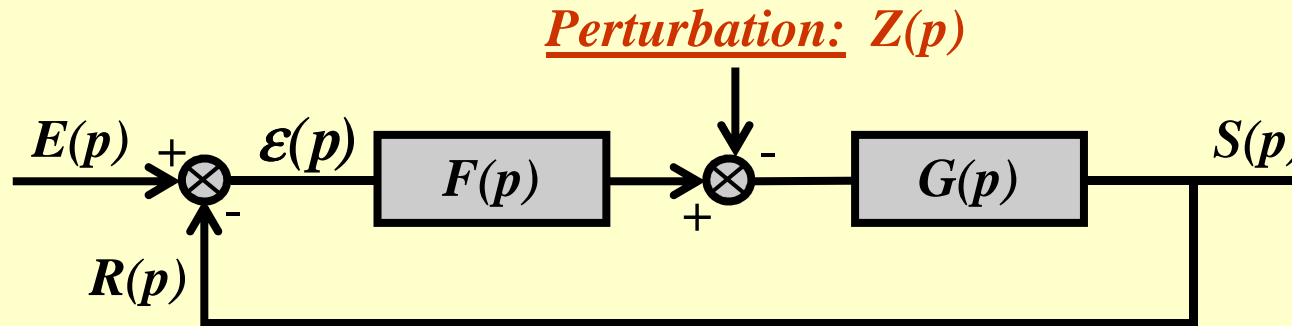 Perturbation: Z(p)
E(p) + ε(p) F(p) + - G(p) S(p)
-
R(p)